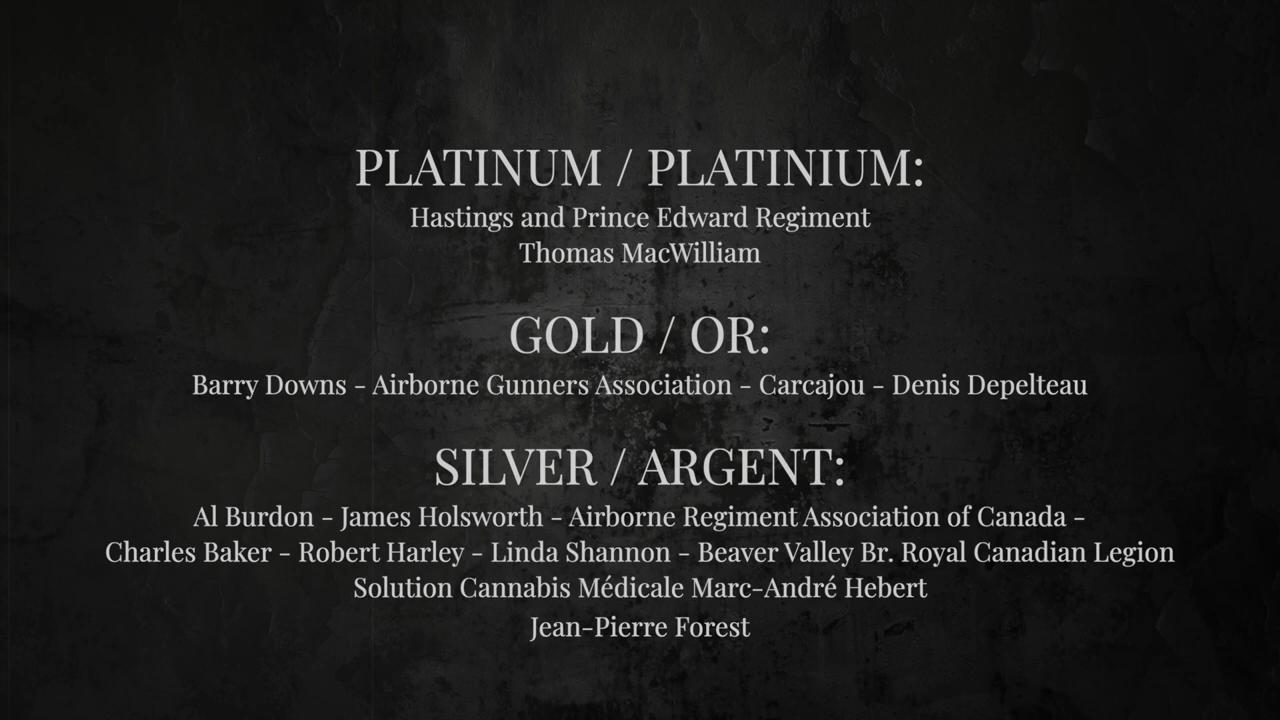 PLATINUM / PLATINIUM:
Hastings and Prince Edward Regiment
Thomas MacWilliam
GOLD / OR:
Barry Downs - Airborne Gunners Association - Carcajou - Denis Depelteau
SILVER / ARGENT:
Al Burdon - James Holsworth - Airborne Regiment Association of Canada -
Charles Baker - Robert Harley - Linda Shannon - Beaver Valley Br. Royal Canadian Legion
Solution Cannabis Médicale Marc-André Hebert
Jean-Pierre Forest